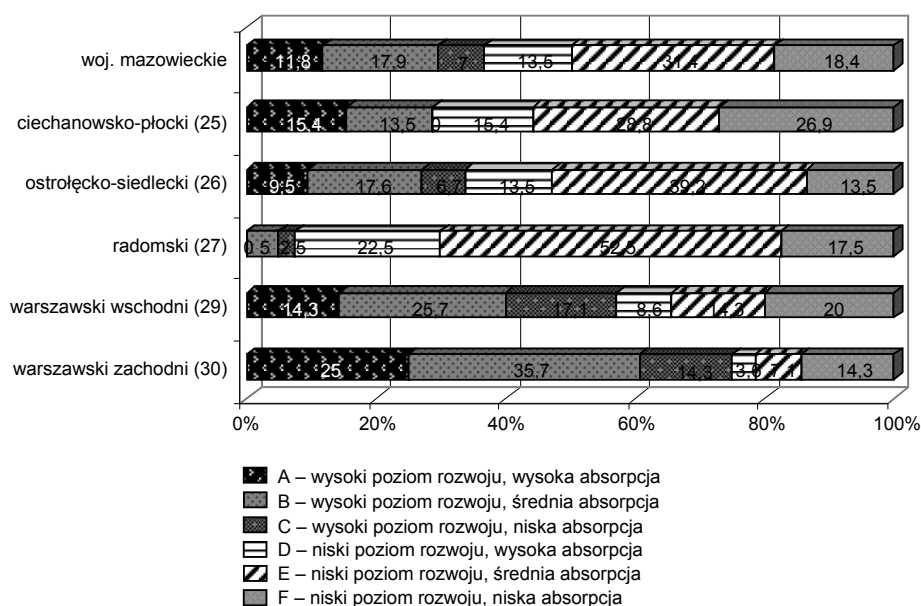 woj. mazowieckie
11,8 17,9 7 13,5 31,4 18,4
ciechanowsko-płocki (25)
15,4 13,5 0 15,4 28,8 26,9
ostrołęcko-siedlecki (26)
9,5 17,6 6,7 13,5 39,2 13,5
radomski (27)
0 5 2,5 22,5 52,5 17,5
warszawski wschodni (29)
14,3 25,7 17,1 8,6 14,3 20
warszawski zachodni (30)
25 35,7 14,3 3,6 7,1 14,3
0% 20% 40% 60% 80% 100%
A – wysoki poziom rozwoju, wysoka absorpcja
B – wysoki poziom rozwoju, średnia absorpcja
C – wysoki poziom rozwoju, niska absorpcja
D – niski poziom rozwoju, wysoka absorpcja
E – niski poziom rozwoju, średnia absorpcja
F – niski poziom rozwoju, niska absorpcja